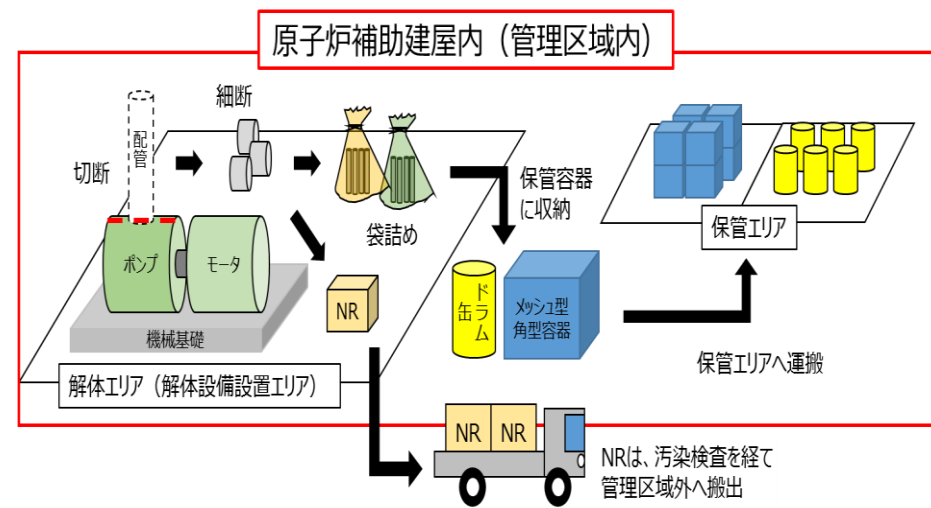 原子炉補助建屋内（管理区域内）
細断
配管
切断
保管容器
に収納
袋詰め
保管エリア
ポンプ
モータ
NR
ドラム
缶
メッシュ型
角型容器
機械基礎
保管エリアへ運搬
解体エリア（解体設備設置エリア）
NR
NR
NRは、汚染検査を経て
管理区域外へ搬出